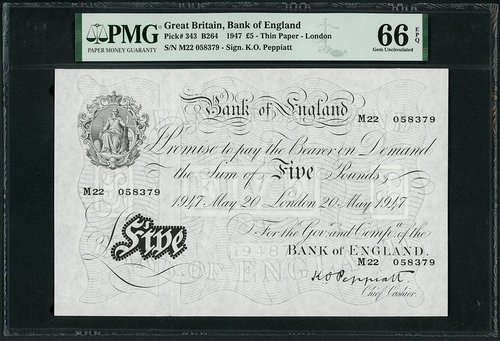 PMG
PAPER MONEY GUARANTY
Great Britain, Bank of England
Pick# 343 B264 1947 £5 - Thin Paper - London
S/N M22 058379 - Sign. K.O. Peppiatt
66 EPQ
Gem Uncirculated
Bank of England
M22 058379
I Promise to pay the Bearer on Demand
the Sum of Five Pounds
M22 058379
1947 May 20 London 20 May 1947
For the Govr. and Compa. of the
BANK of ENGLAND.
Five
M22 058379
K O Peppiatt
Chief Cashier.